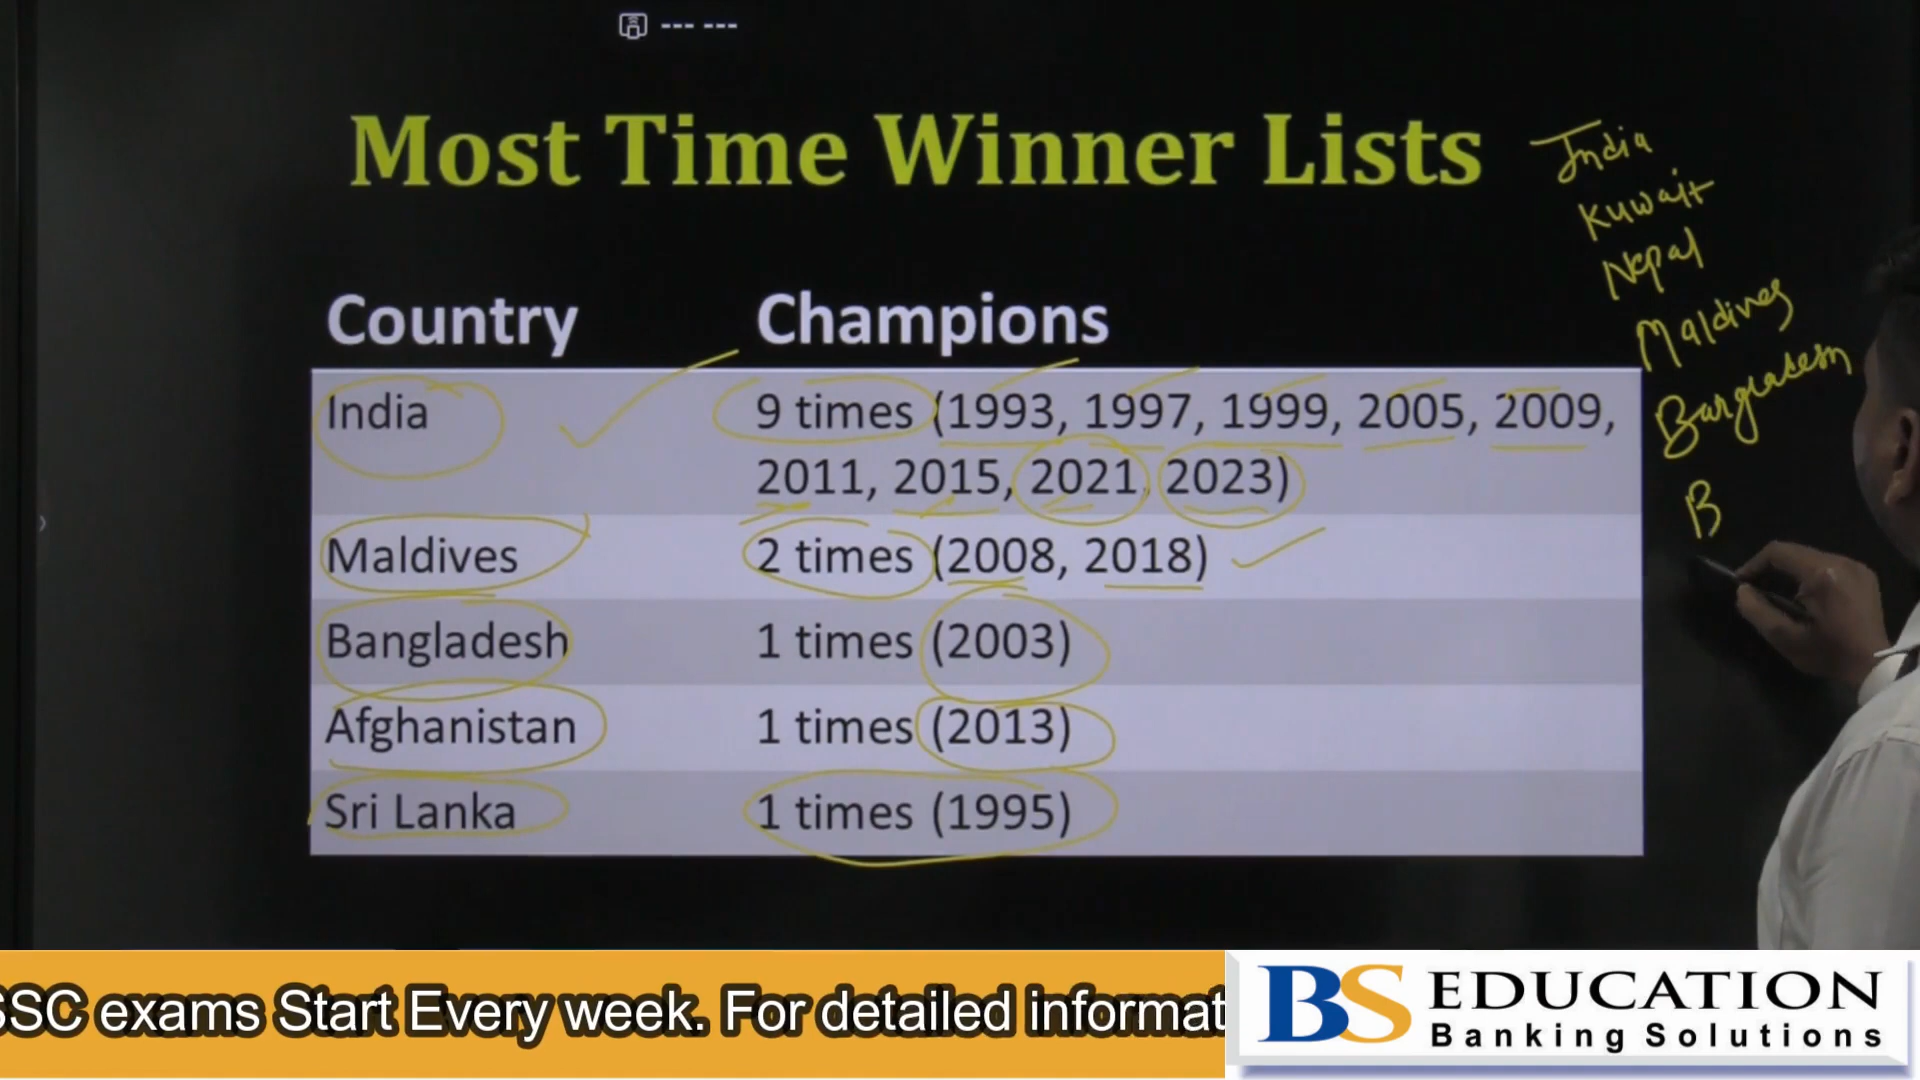 --- ---
Most Time Winner Lists
India
Kuwait
Nepal
Maldives
Bangladesh
B
Country Champions
India 9 times (1993, 1997, 1999, 2005, 2009,
2011, 2015, 2021, 2023)
Maldives 2 times (2008, 2018)
Bangladesh 1 times (2003)
Afghanistan 1 times (2013)
Sri Lanka 1 times (1995)
SSC exams Start Every week. For detailed informat
BS EDUCATION
Banking Solutions